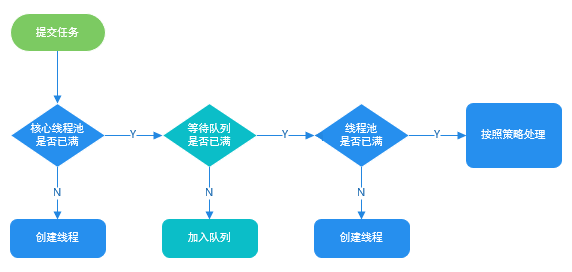 提交任务
核心线程池
是否已满
Y
等待队列
是否已满
Y
线程池
是否已满
Y
按照策略处理
N
N
N
创建线程
加入队列
创建线程